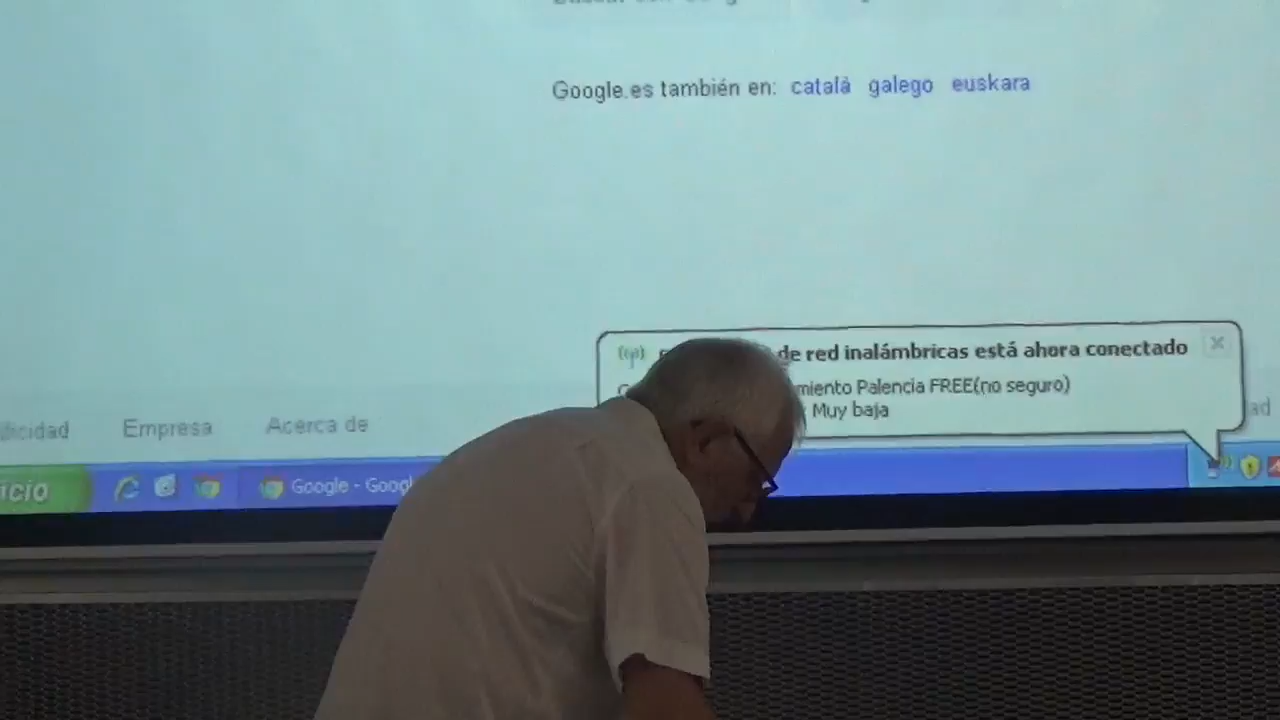 Google.es también en: català galego euskara
de red inalámbricas está ahora conectado
miento Palencia FREE(no seguro)
Muy baja
Empresa Acerca de
icio Google - Googl